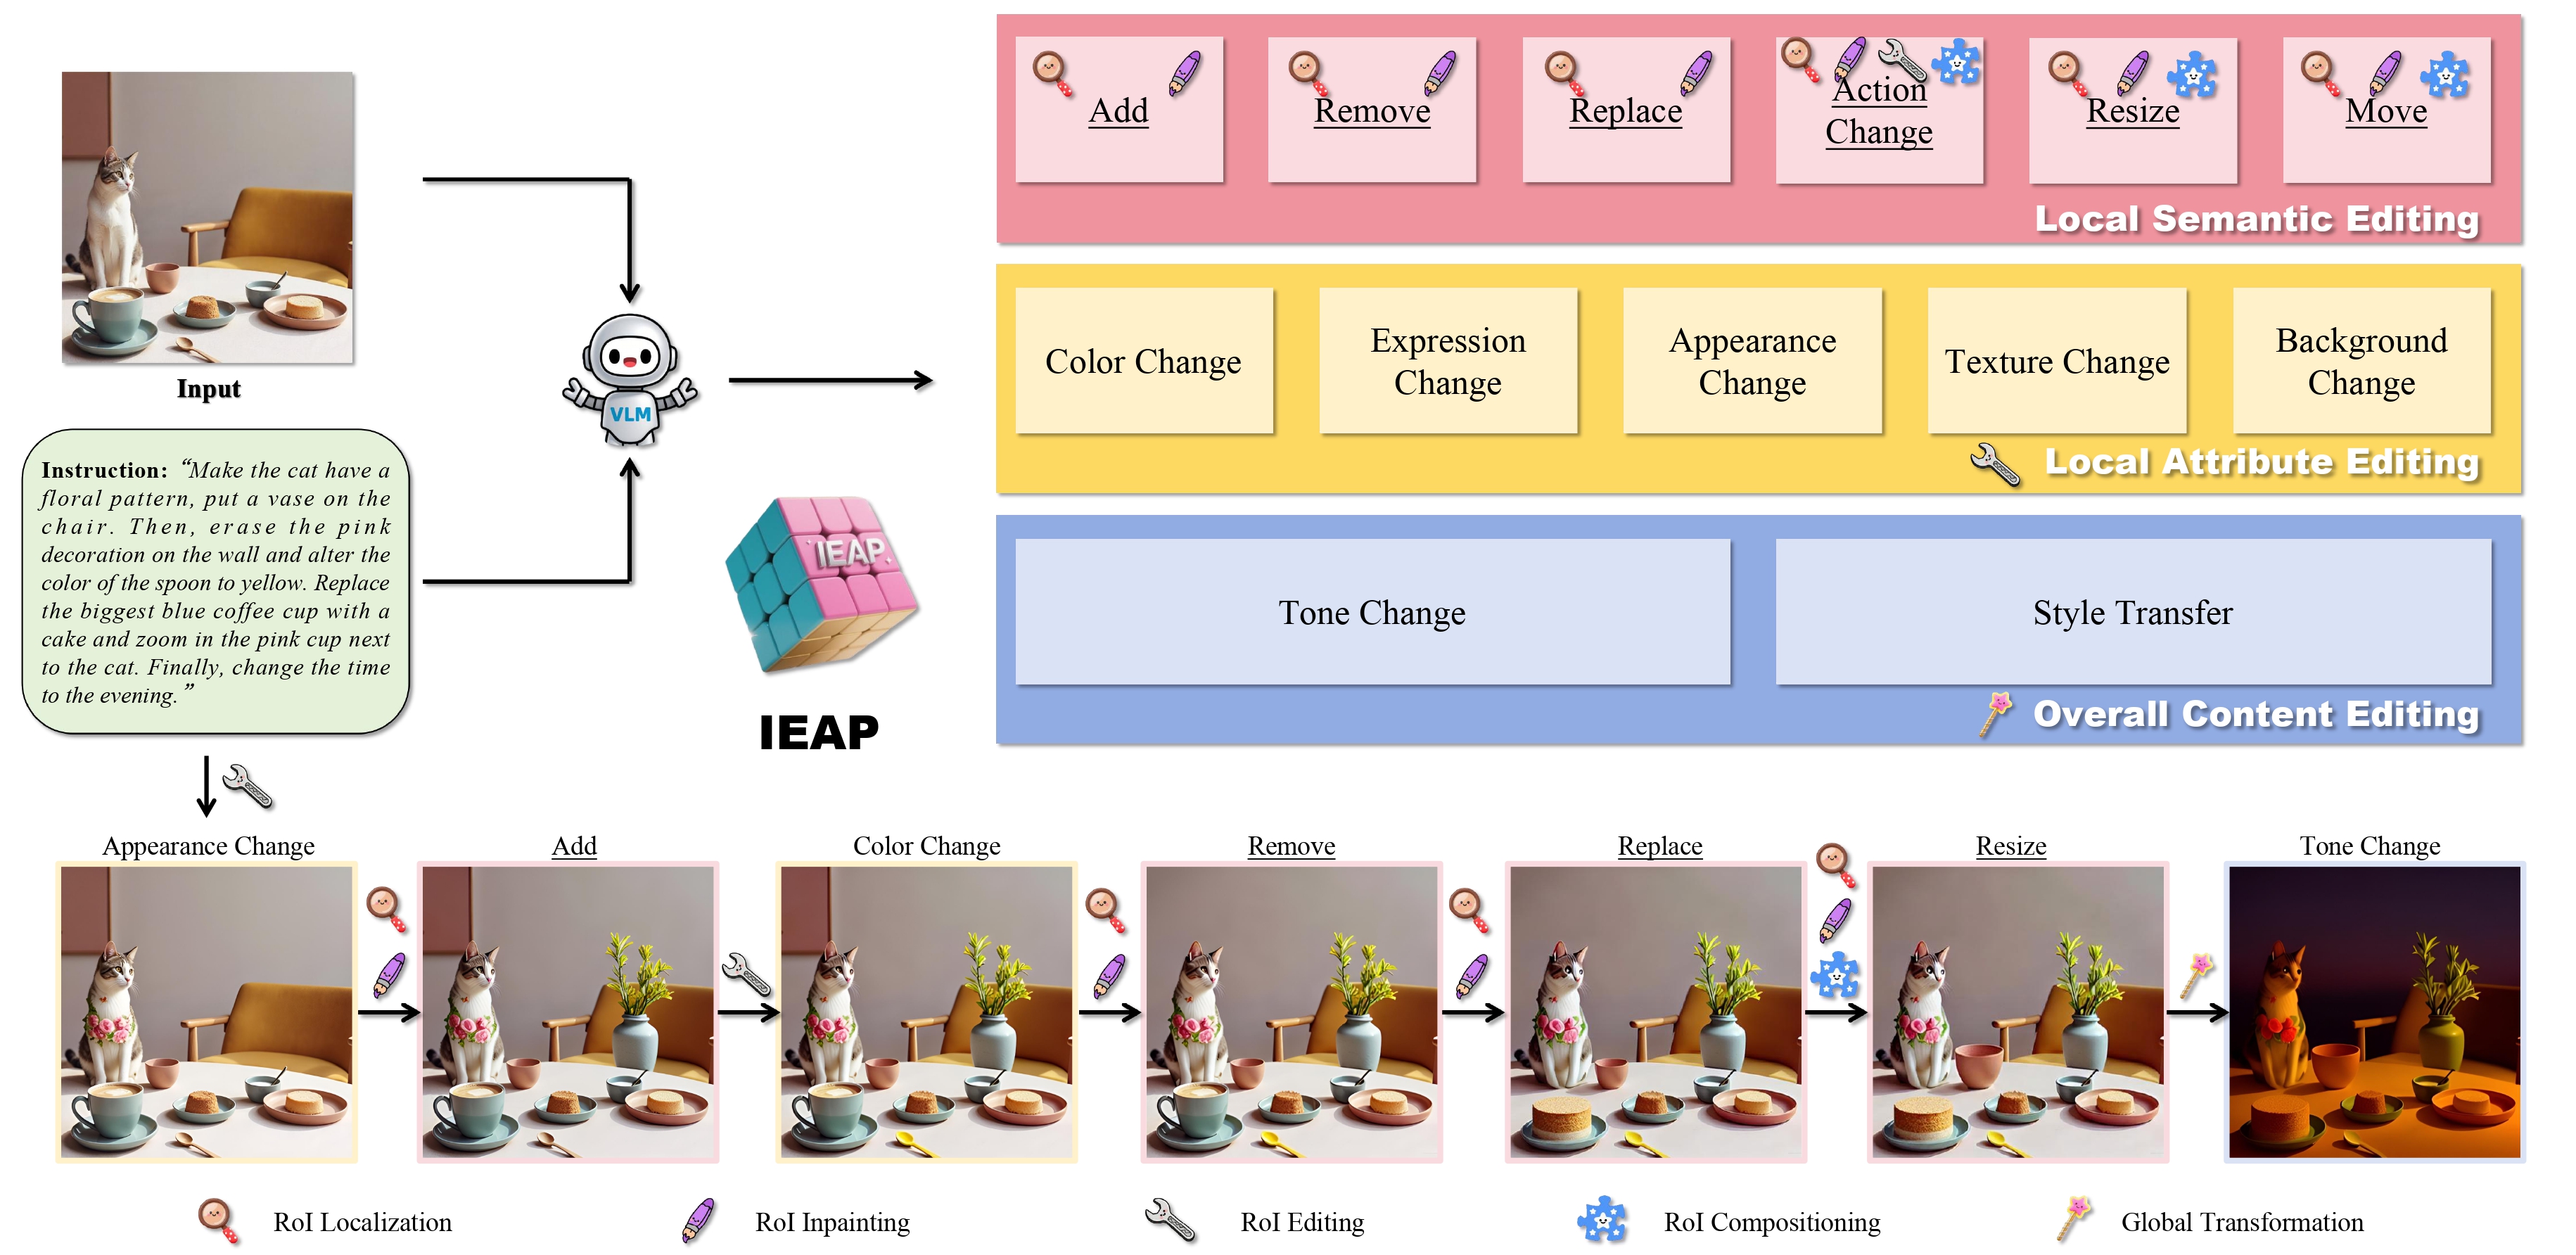 Input
Instruction: “Make the cat have a
floral pattern, put a vase on the
chair. Then, erase the pink
decoration on the wall and alter the
color of the spoon to yellow. Replace
the biggest blue coffee cup with a
cake and zoom in the pink cup next
to the cat. Finally, change the time
to the evening.”
VLM
IEAP
IEAP
Add
Remove
Replace
Action
Change
Resize
Move
Local Semantic Editing
Color Change
Expression
Change
Appearance
Change
Texture Change
Background
Change
Local Attribute Editing
Tone Change
Style Transfer
Overall Content Editing
Appearance Change
Add
Color Change
Remove
Replace
Resize
Tone Change
RoI Localization
RoI Inpainting
RoI Editing
RoI Compositioning
Global Transformation